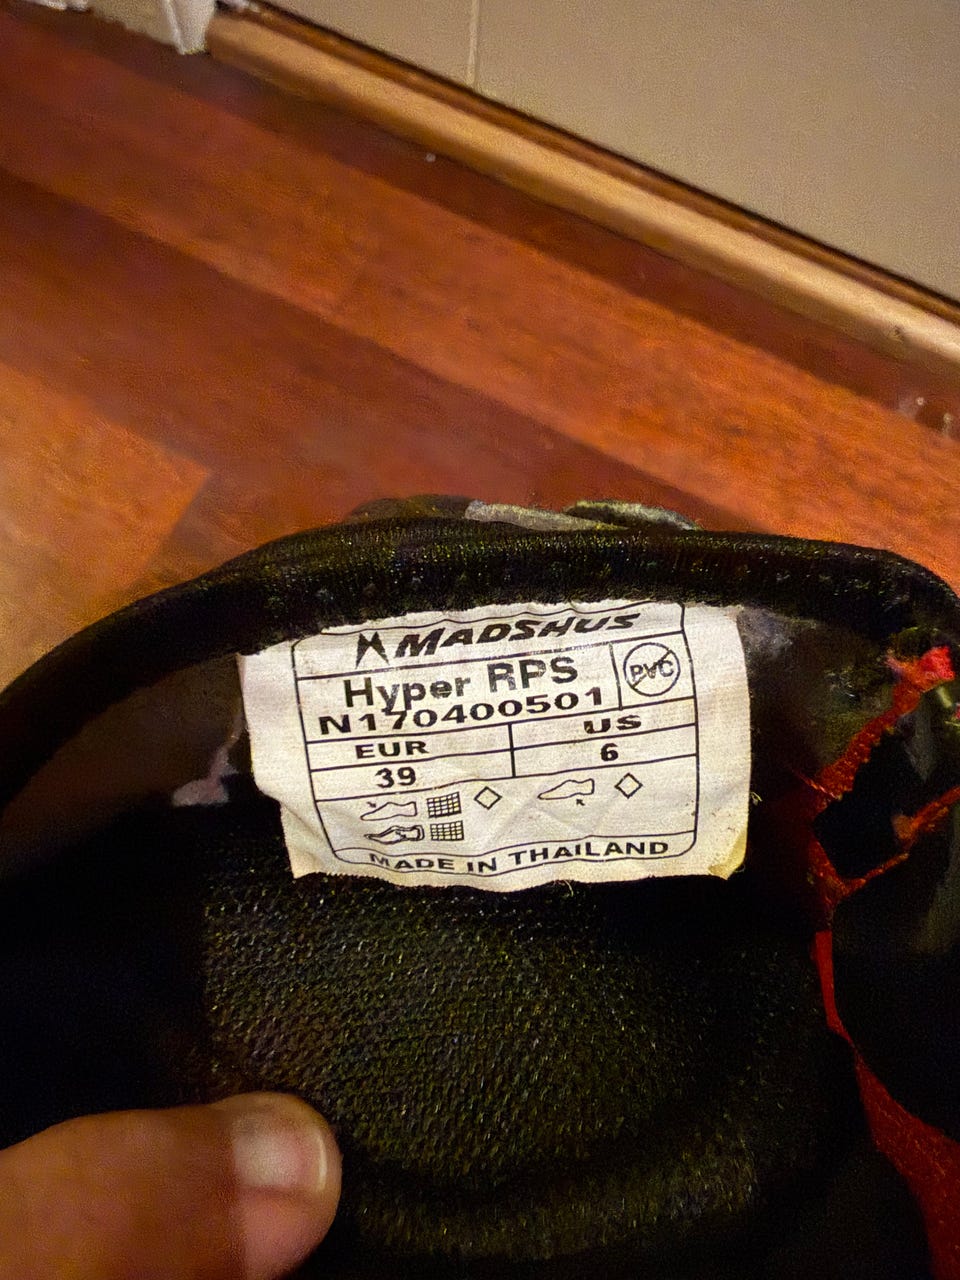 MADSHUS
Hyper RPS
PVC
N170400501
EUR US
39 6
MADE IN THAILAND